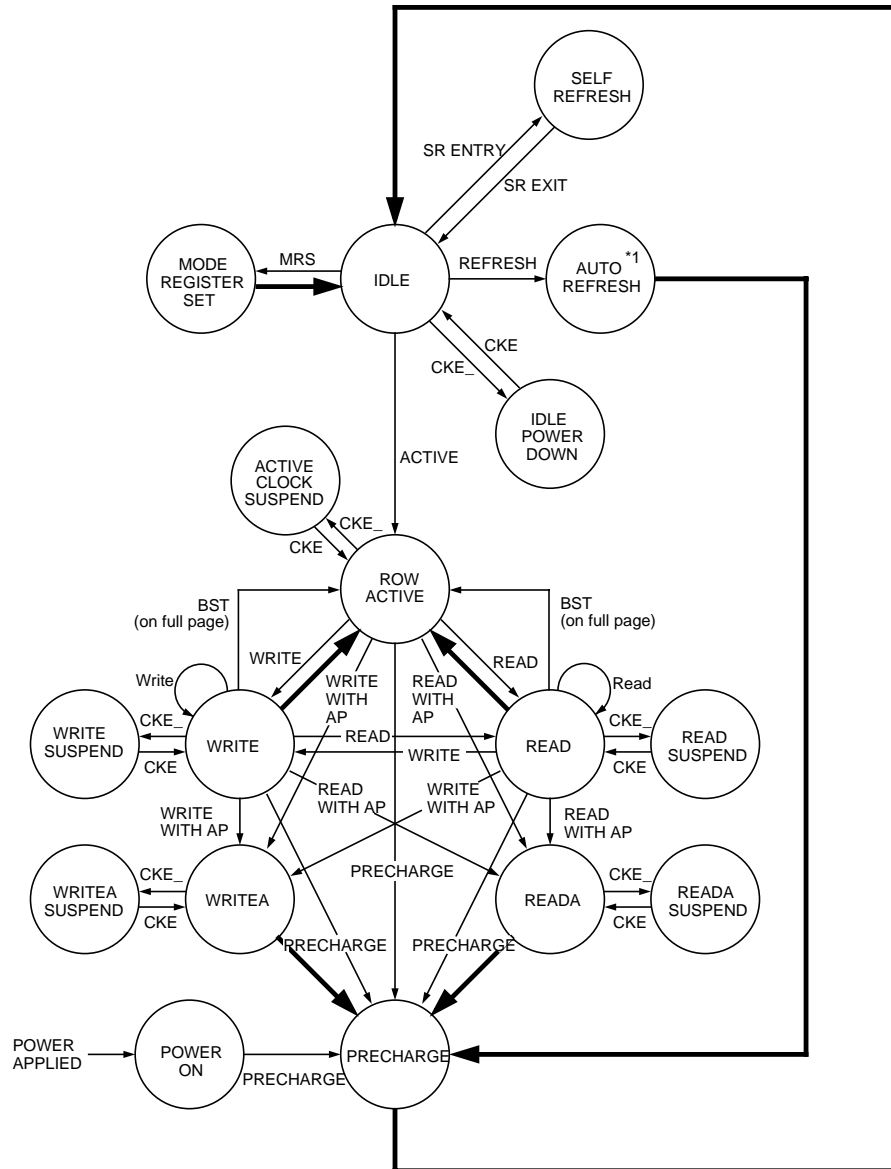 SELF
REFRESH
SR ENTRY
SR EXIT
MODE
REGISTER
SET
MRS
IDLE
REFRESH
AUTO *1
REFRESH
CKE
CKE_
IDLE
POWER
DOWN
ACTIVE
ACTIVE
CLOCK
SUSPEND
CKE_
CKE
ROW
ACTIVE
BST
(on full page)
BST
(on full page)
WRITE
READ
Write
WRITE
WITH
AP
READ
WITH
AP
Read
WRITE
SUSPEND
CKE_
CKE
WRITE
READ
WRITE
READ
CKE_
CKE
READ
SUSPEND
WRITE
WITH AP
READ
WITH AP
WRITE
WITH AP
READ
WITH AP
WRITEA
SUSPEND
CKE_
CKE
WRITEA
PRECHARGE
READA
CKE_
CKE
READA
SUSPEND
PRECHARGE
PRECHARGE
POWER
APPLIED
POWER
ON
PRECHARGE
PRECHARGE